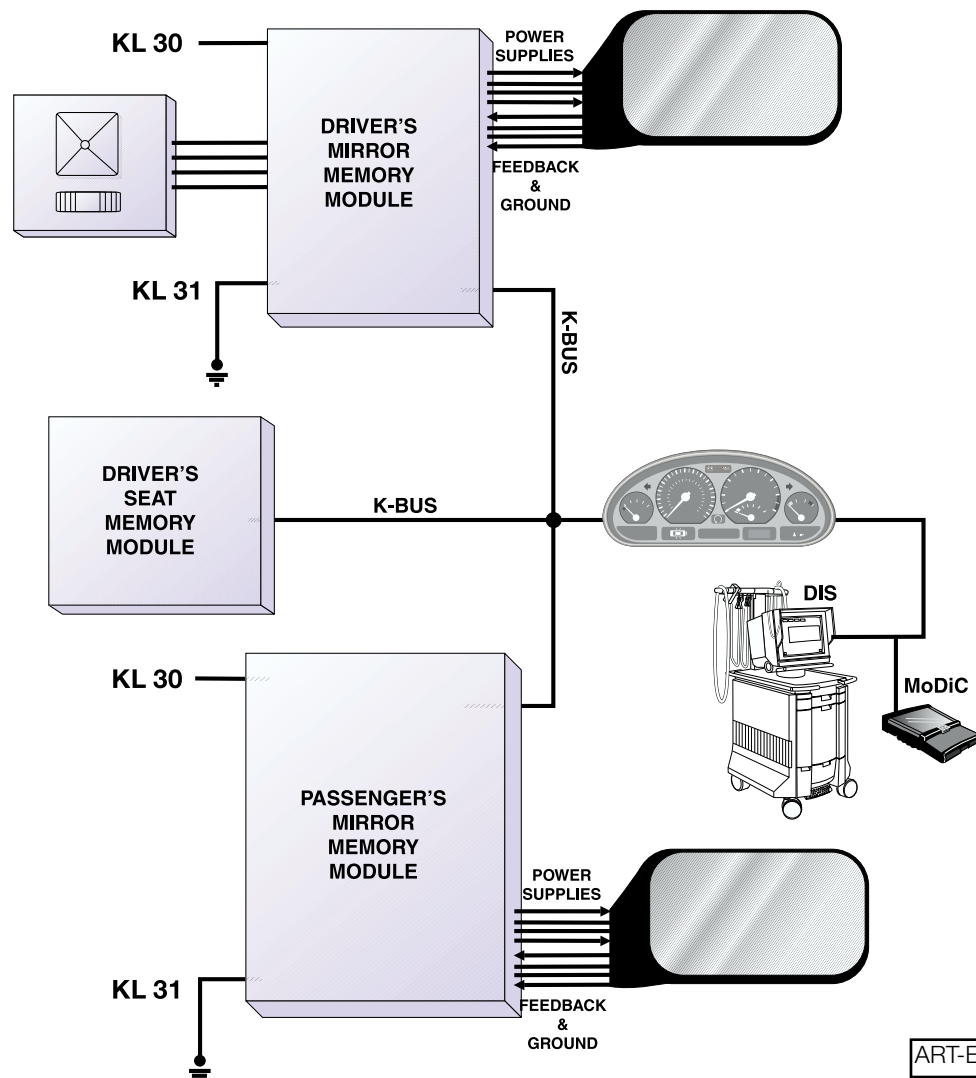 KL 30
POWER
SUPPLIES
DRIVER'S
MIRROR
MEMORY
MODULE
FEEDBACK
&
GROUND
KL 31
K-BUS
DRIVER'S
SEAT
MEMORY
MODULE
K-BUS
DIS
MoDiC
KL 30
PASSENGER'S
MIRROR
MEMORY
MODULE
POWER
SUPPLIES
KL 31
FEEDBACK
&
GROUND
ART-E